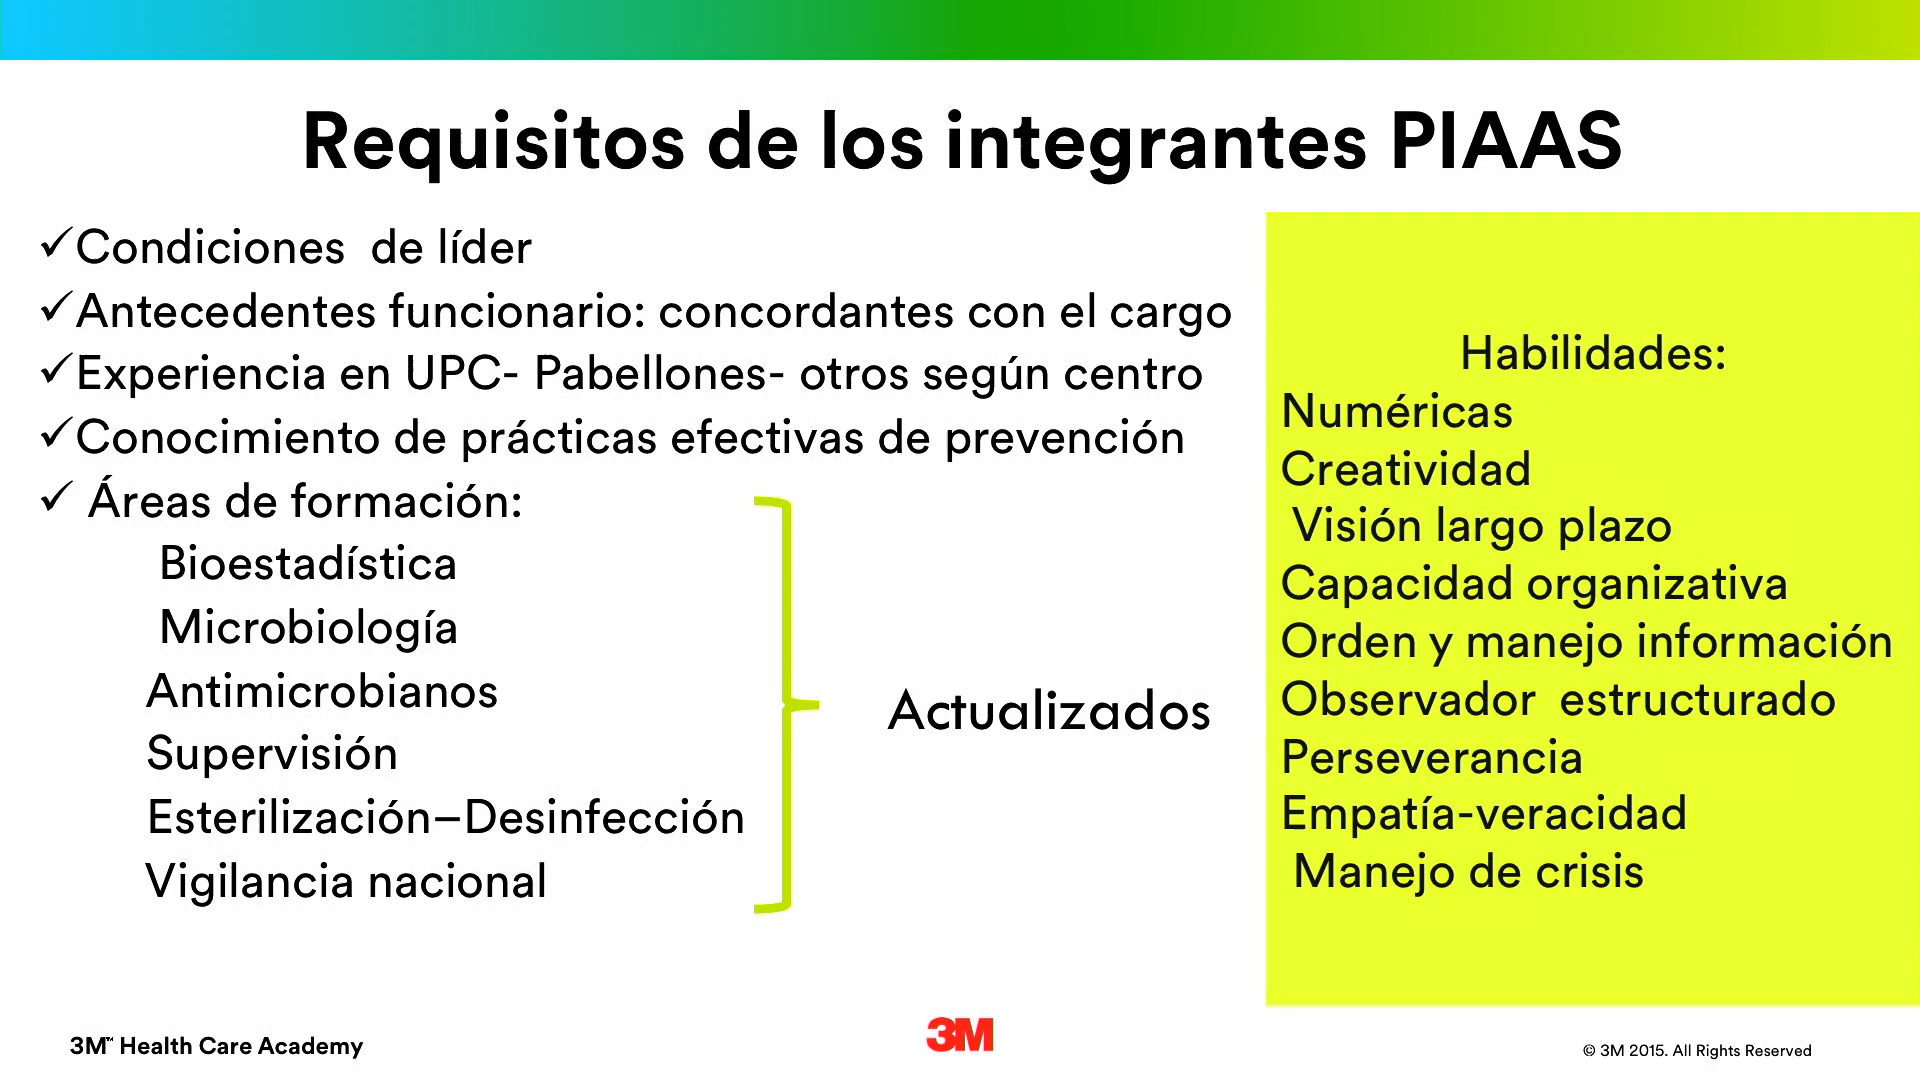 Requisitos de los integrantes PIAAS
✓Condiciones  de líder
✓Antecedentes funcionario: concordantes con el cargo
✓Experiencia en UPC- Pabellones- otros según centro
✓Conocimiento de prácticas efectivas de prevención
✓ Áreas de formación:
Bioestadística
Microbiología
Antimicrobianos
Supervisión
Esterilización–Desinfección
Vigilancia nacional
Actualizados
Habilidades:
Numéricas
Creatividad
Visión largo plazo
Capacidad organizativa
Orden y manejo información
Observador  estructurado
Perseverancia
Empatía-veracidad
Manejo de crisis
3M™ Health Care Academy
3M
© 3M 2015. All Rights Reserved